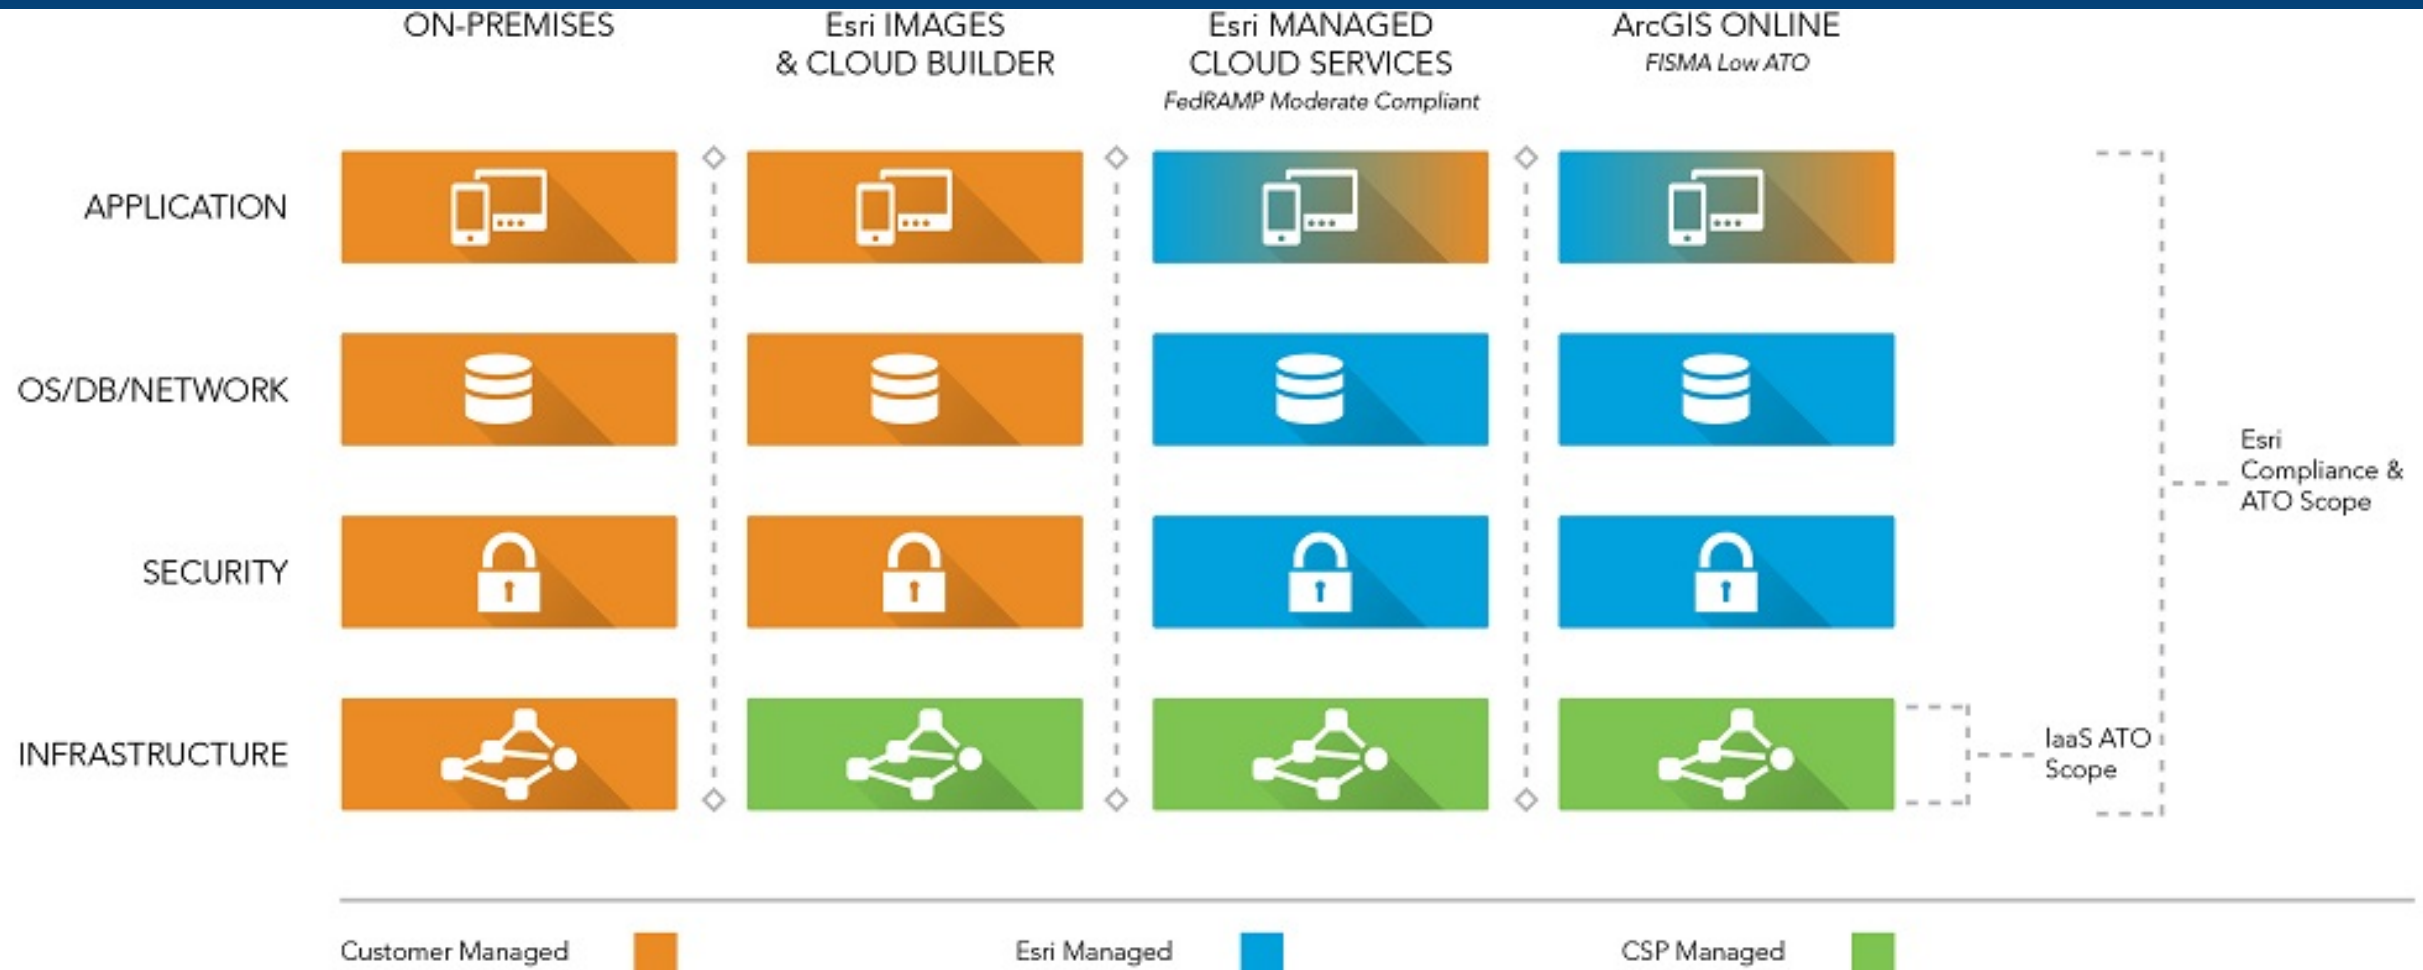 ON-PREMISES
Esri IMAGES
& CLOUD BUILDER
Esri MANAGED
CLOUD SERVICES
FedRAMP Moderate Compliant
ArcGIS ONLINE
FISMA Low ATO
APPLICATION
OS/DB/NETWORK
SECURITY
INFRASTRUCTURE
Esri
Compliance &
ATO Scope
IaaS ATO
Scope
Customer Managed
Esri Managed
CSP Managed